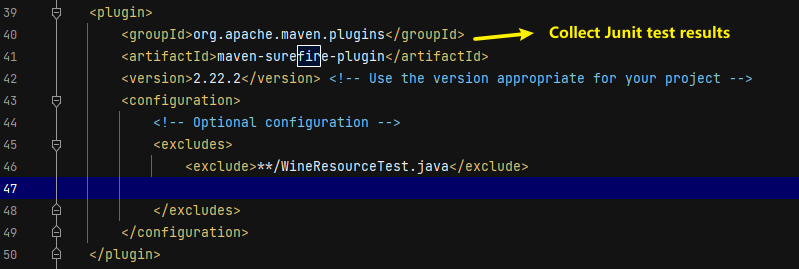 39 <plugin>
40 <groupId>org.apache.maven.plugins</groupId> Collect Junit test results
41 <artifactId>maven-surefire-plugin</artifactId>
42 <version>2.22.2</version> <!-- Use the version appropriate for your project -->
43 <configuration>
44 <!-- Optional configuration -->
45 <excludes>
46 <exclude>**/WineResourceTest.java</exclude>
47
48 </excludes>
49 </configuration>
50 </plugin>